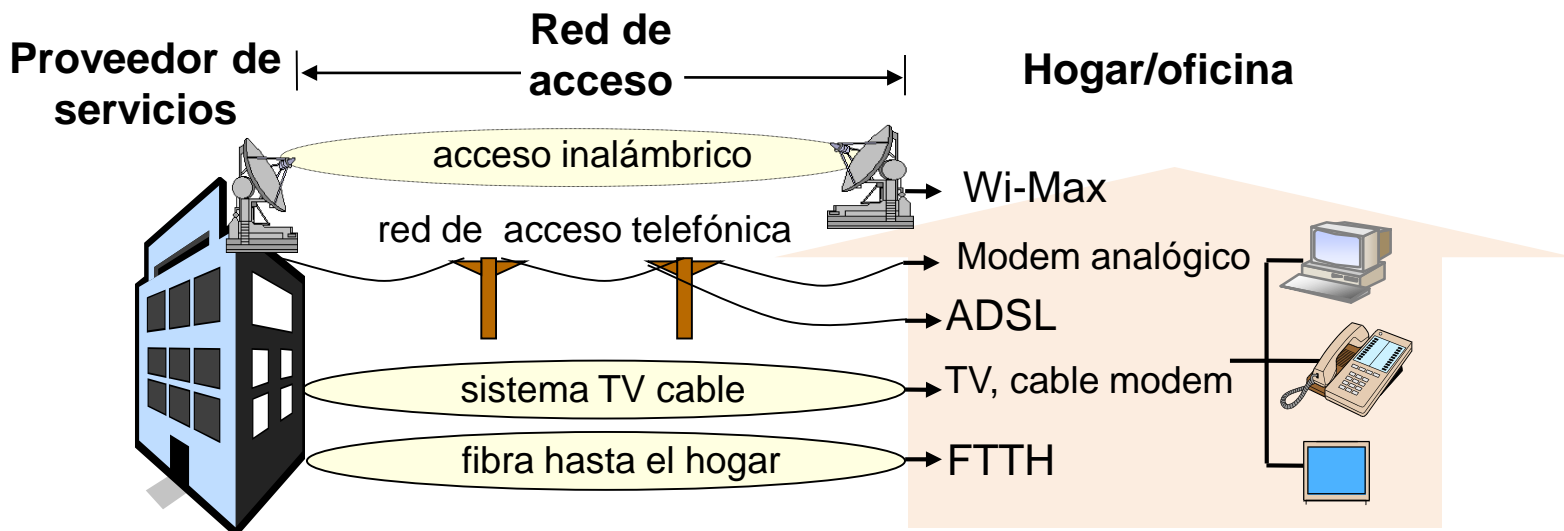 Proveedor de
servicios
Red de
acceso
Hogar/oficina
acceso inalámbrico
Wi-Max
red de acceso telefónica
Modem analógico
ADSL
sistema TV cable
TV, cable modem
fibra hasta el hogar
FTTH